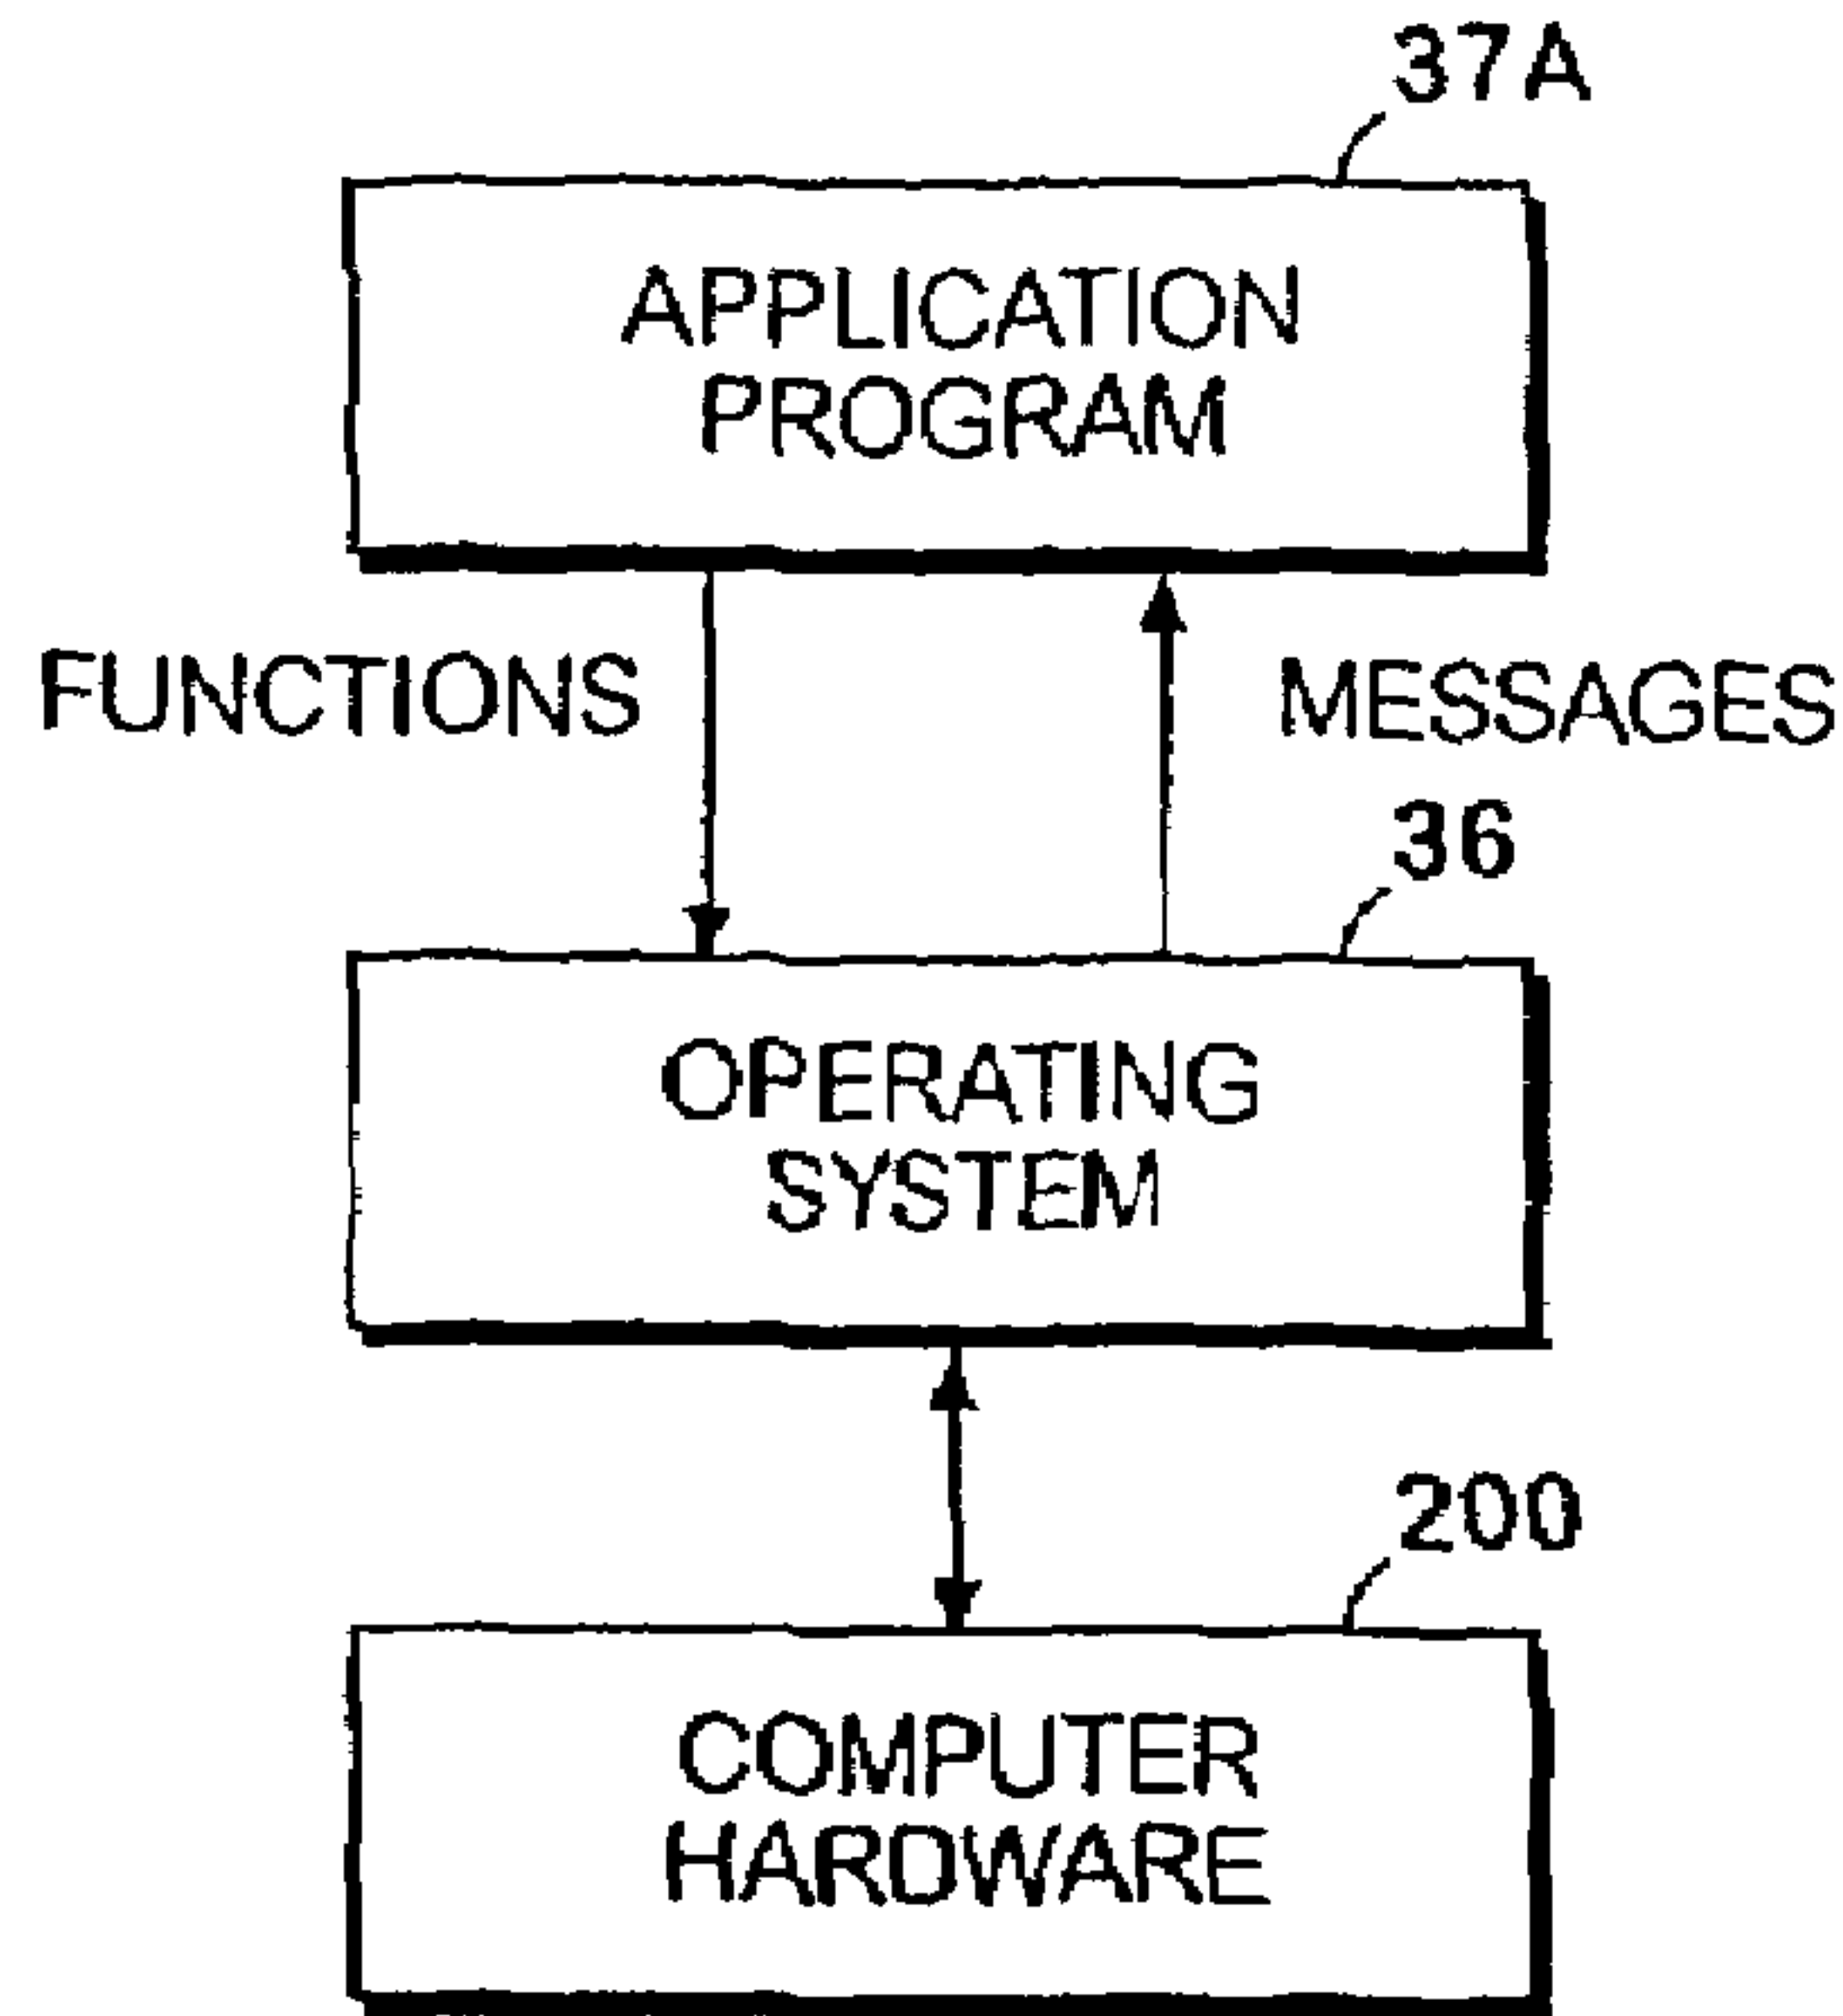 37A
APPLICATION
PROGRAM
FUNCTIONS
MESSAGES
36
OPERATING
SYSTEM
200
COMPUTER
HARDWARE